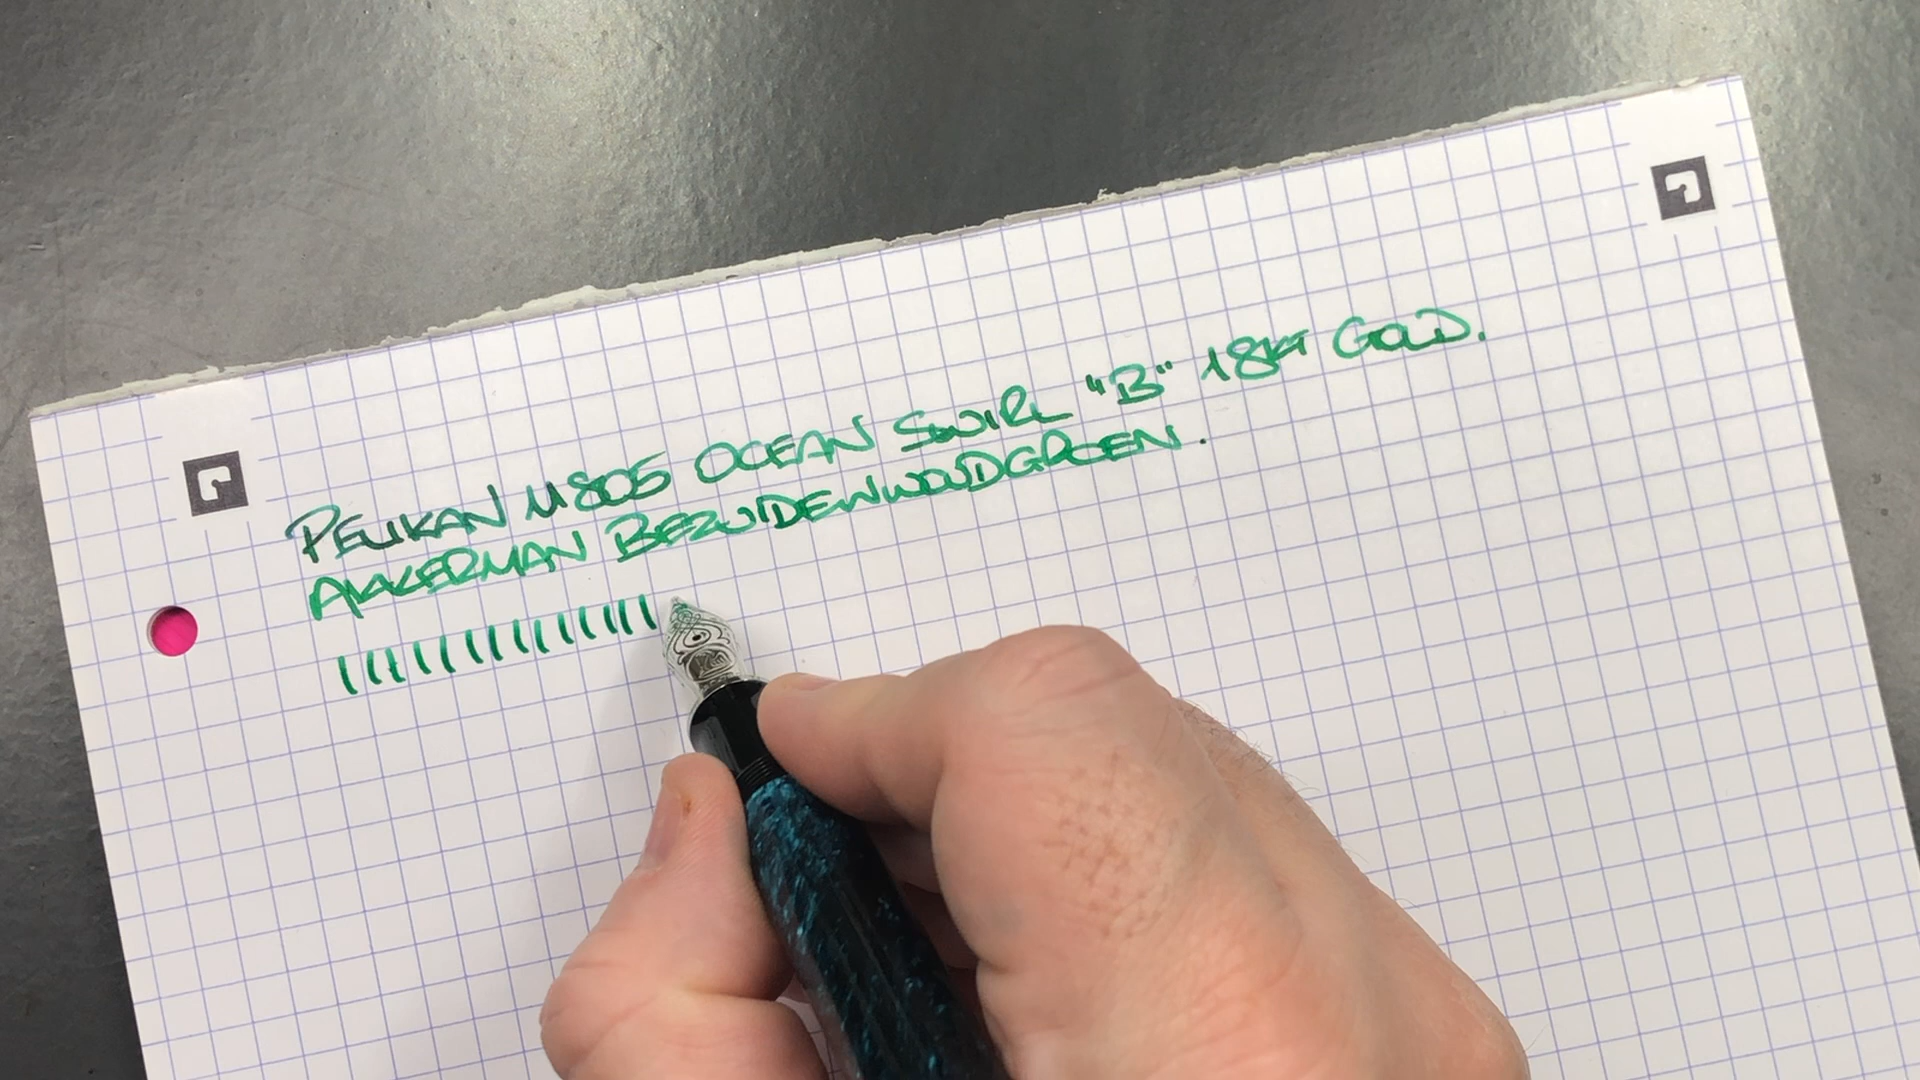 PELIKAN M805 OCEAN SWIRL "B" 18KT GOLD.
AKKERMAN BEZUIDENWOUDGROEN.